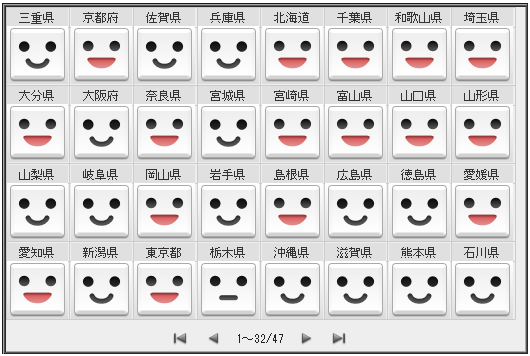 三重県 京都府 佐賀県 兵庫県 北海道 千葉県 和歌山県 埼玉県
大分県 大阪府 奈良県 宮城県 宮崎県 富山県 山口県 山形県
山梨県 岐阜県 岡山県 岩手県 島根県 広島県 徳島県 愛媛県
愛知県 新潟県 東京都 栃木県 沖縄県 滋賀県 熊本県 石川県
1～32/47